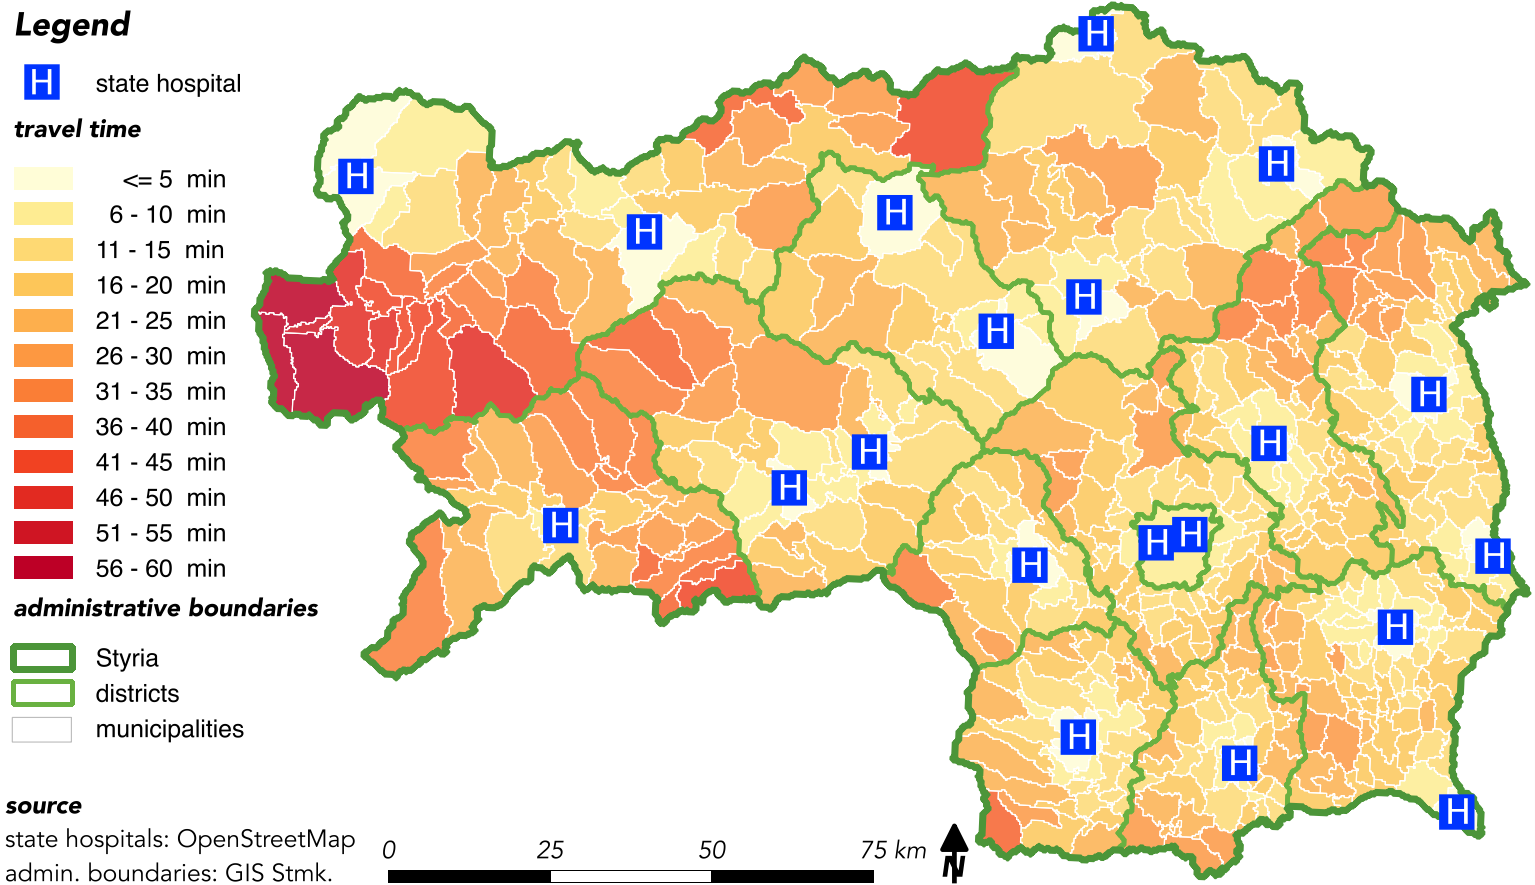 Legend
H state hospital
travel time
<= 5 min
6 - 10 min
11 - 15 min
16 - 20 min
21 - 25 min
26 - 30 min
31 - 35 min
36 - 40 min
41 - 45 min
46 - 50 min
51 - 55 min
56 - 60 min
administrative boundaries
Styria
districts
municipalities
source
state hospitals: OpenStreetMap
admin. boundaries: GIS Stmk.
0 25 50 75 km
N
H
H
H
H
H
H
H
H
H
H
H
H
H H
H
H
H
H
H
H